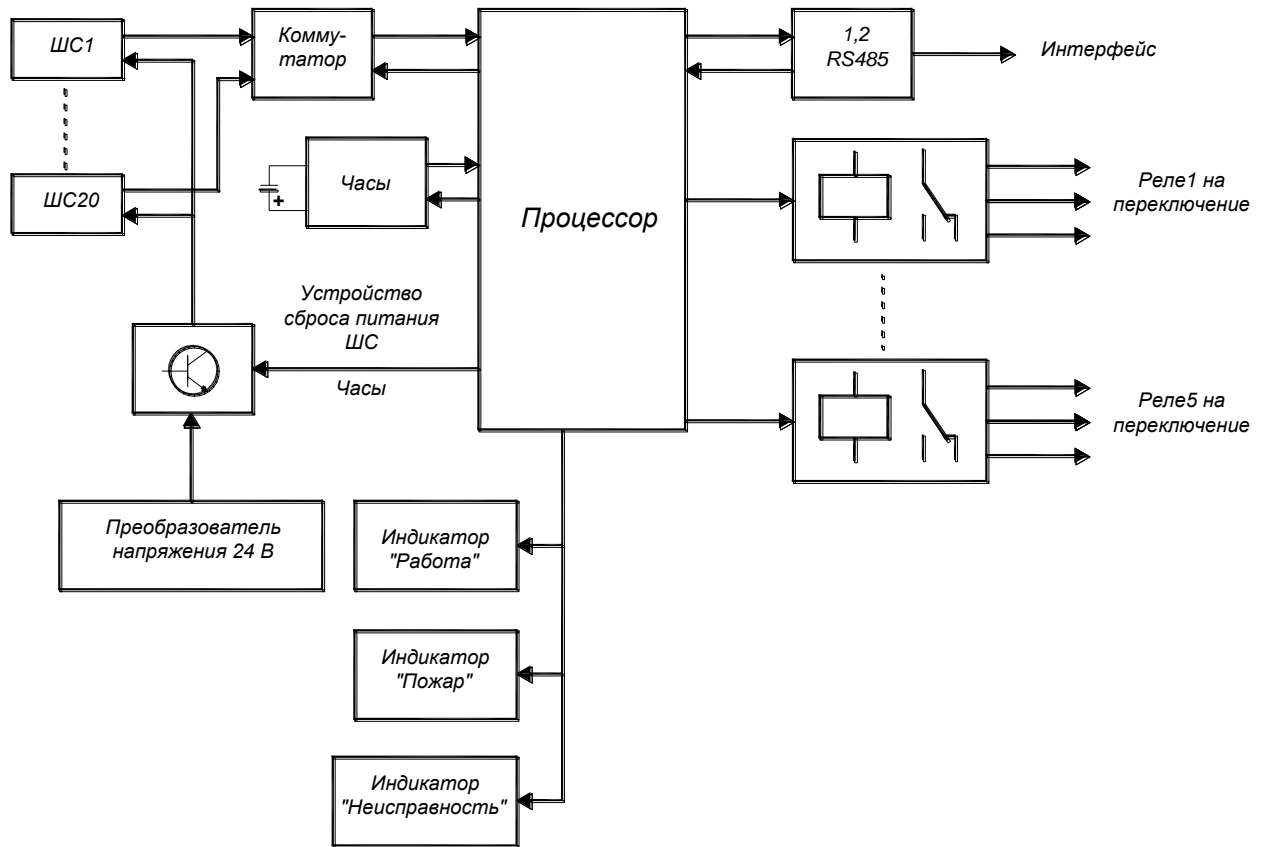 ШС1
Комму-
татор
1,2
RS485
Интерфейс
ШС20
Часы
+
Процессор
Реле1 на
переключение
Устройство
сброса питания
ШС
Часы
Реле5 на
переключение
Преобразователь
напряжения 24 В
Индикатор
"Работа"
Индикатор
"Пожар"
Индикатор
"Неисправность"